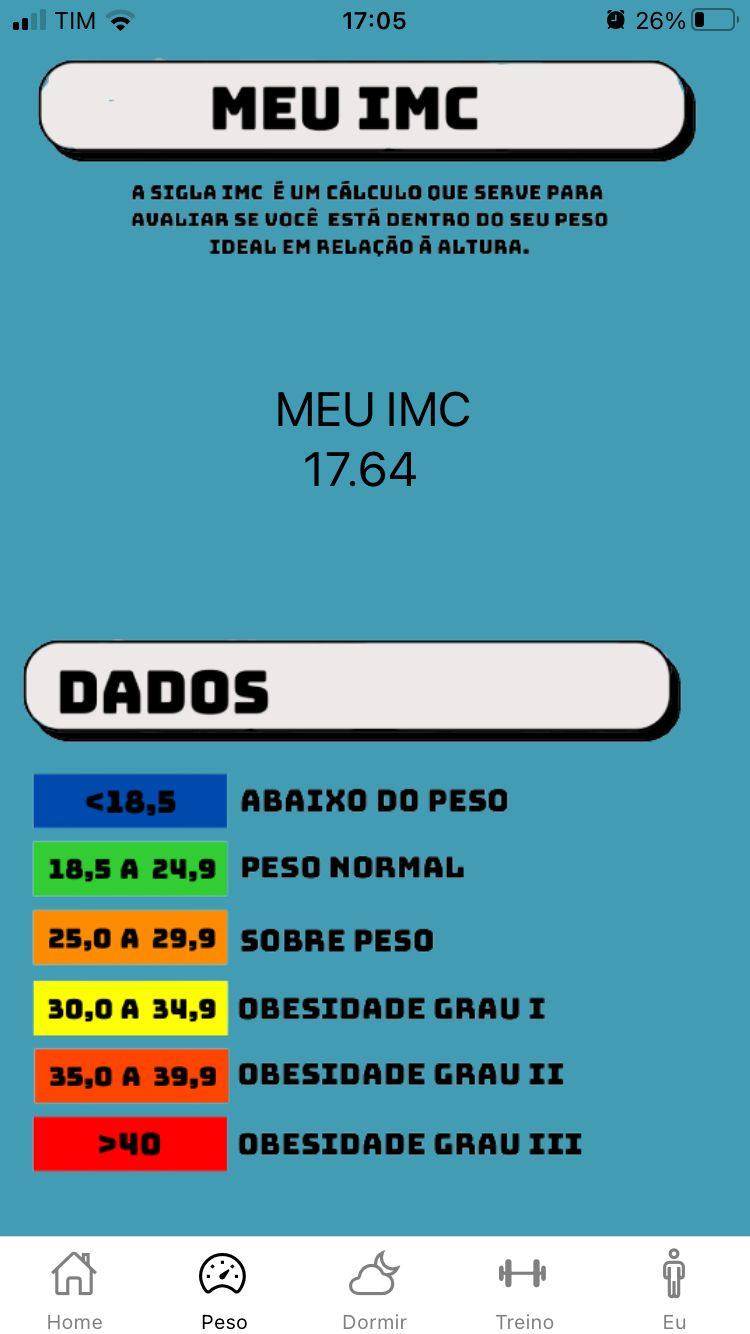 TIM 17:05 26%
MEU IMC
A SIGLA IMC É UM CÁLCULO QUE SERVE PARA
AVALIAR SE VOCÊ ESTÁ DENTRO DO SEU PESO
IDEAL EM RELAÇÃO À ALTURA.
MEU IMC
17.64
DADOS
<18,5 ABAIXO DO PESO
18,5 A 24,9 PESO NORMAL
25,0 A 29,9 SOBRE PESO
30,0 A 34,9 OBESIDADE GRAU I
35,0 A 39,9 OBESIDADE GRAU II
>40 OBESIDADE GRAU III
Home Peso Dormir Treino Eu